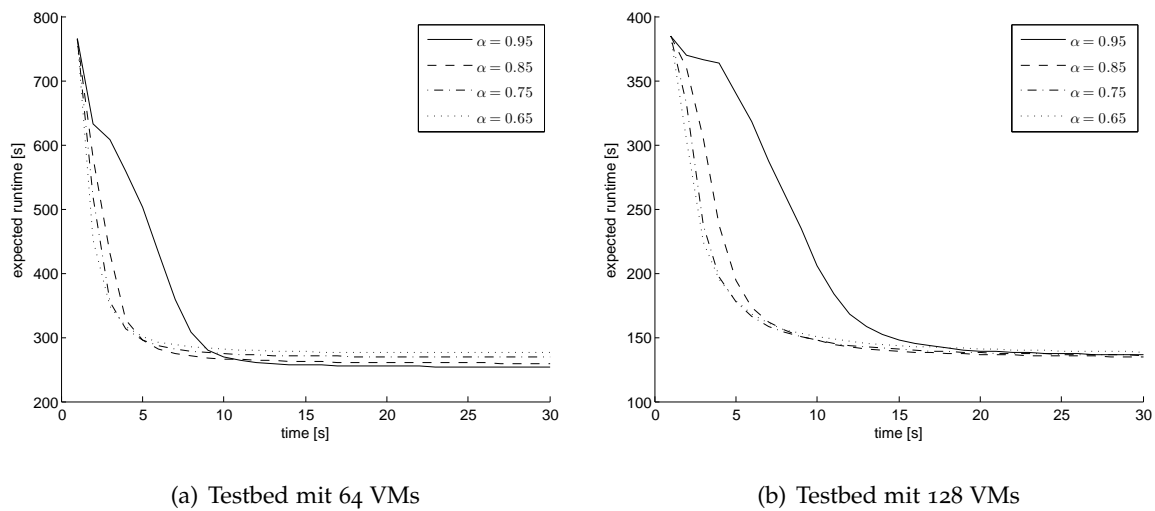 800
700
600
500
400
300
200
0
5
10
15
20
25
30
expected runtime [s]
time [s]
α = 0.95
α = 0.85
α = 0.75
α = 0.65
(a) Testbed mit 64 VMs
400
350
300
250
200
150
100
0
5
10
15
20
25
30
expected runtime [s]
time [s]
α = 0.95
α = 0.85
α = 0.75
α = 0.65
(b) Testbed mit 128 VMs